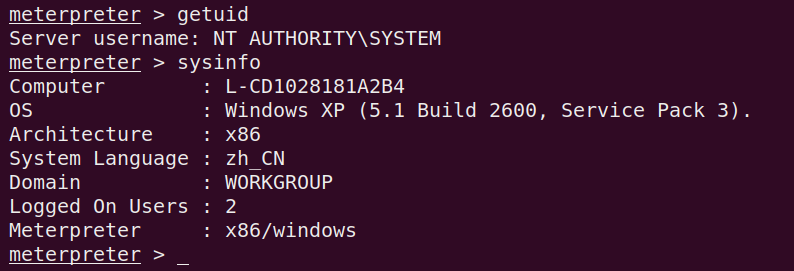 meterpreter > getuid
Server username: NT AUTHORITY\SYSTEM
meterpreter > sysinfo
Computer        : L-CD1028181A2B4
OS              : Windows XP (5.1 Build 2600, Service Pack 3).
Architecture    : x86
System Language : zh_CN
Domain          : WORKGROUP
Logged On Users : 2
Meterpreter     : x86/windows
meterpreter > _